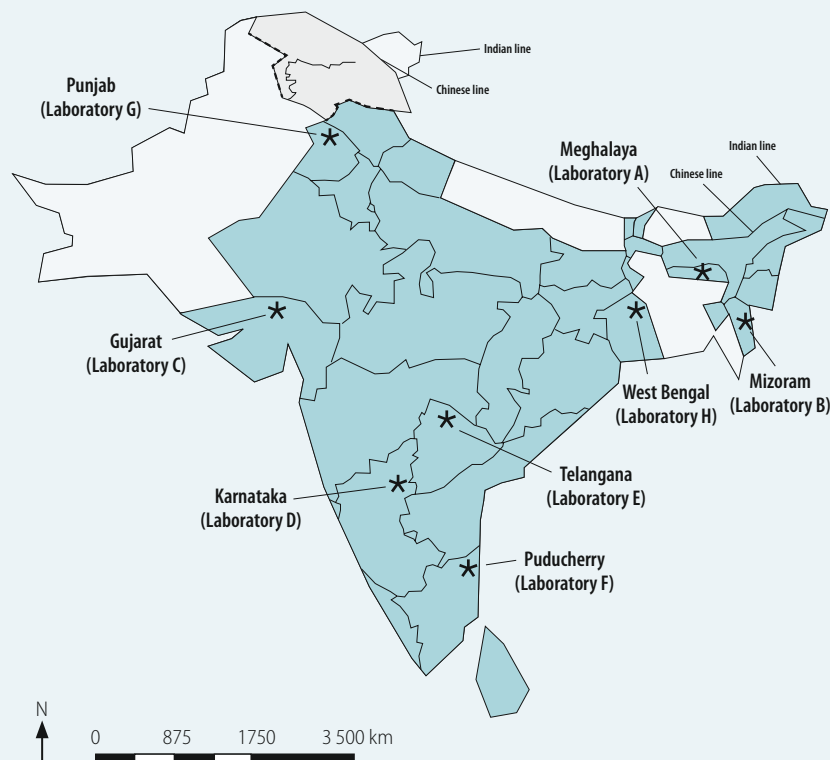 Indian line
Chinese line
Punjab
(Laboratory G)
Meghalaya
(Laboratory A)
Indian line
Chinese line
Gujarat
(Laboratory C)
West Bengal
(Laboratory H)
Mizoram
(Laboratory B)
Telangana
(Laboratory E)
Karnataka
(Laboratory D)
Puducherry
(Laboratory F)
N
0 875 1750 3 500 km